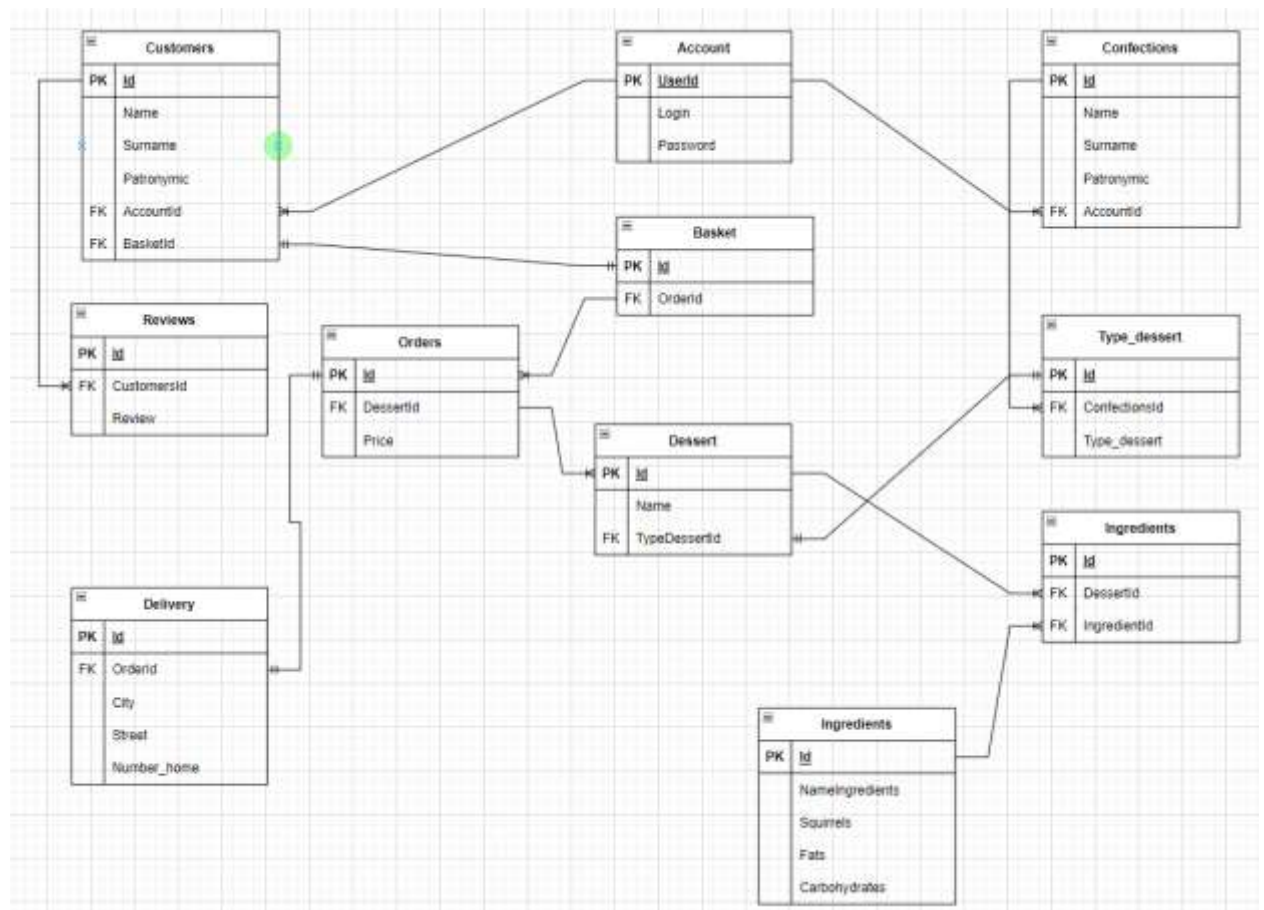 Customers
PK Id
Name
Surname
Patronymic
FK AccountId
FK BasketId
Account
PK UserId
Login
Password
Confections
PK Id
Name
Surname
Patronymic
FK AccountId
Basket
PK Id
FK OrderId
Reviews
PK Id
FK CustomersId
Review
Orders
PK Id
FK DessertId
Price
Type_dessert
PK Id
FK ConfectionsId
Type_dessert
Dessert
PK Id
Name
FK TypeDessertId
Ingredients
PK Id
FK DessertId
FK IngredientId
Delivery
PK Id
FK OrderId
City
Street
Number_home
Ingredients
PK Id
NameIngredients
Squirrels
Fats
Carbohydrates